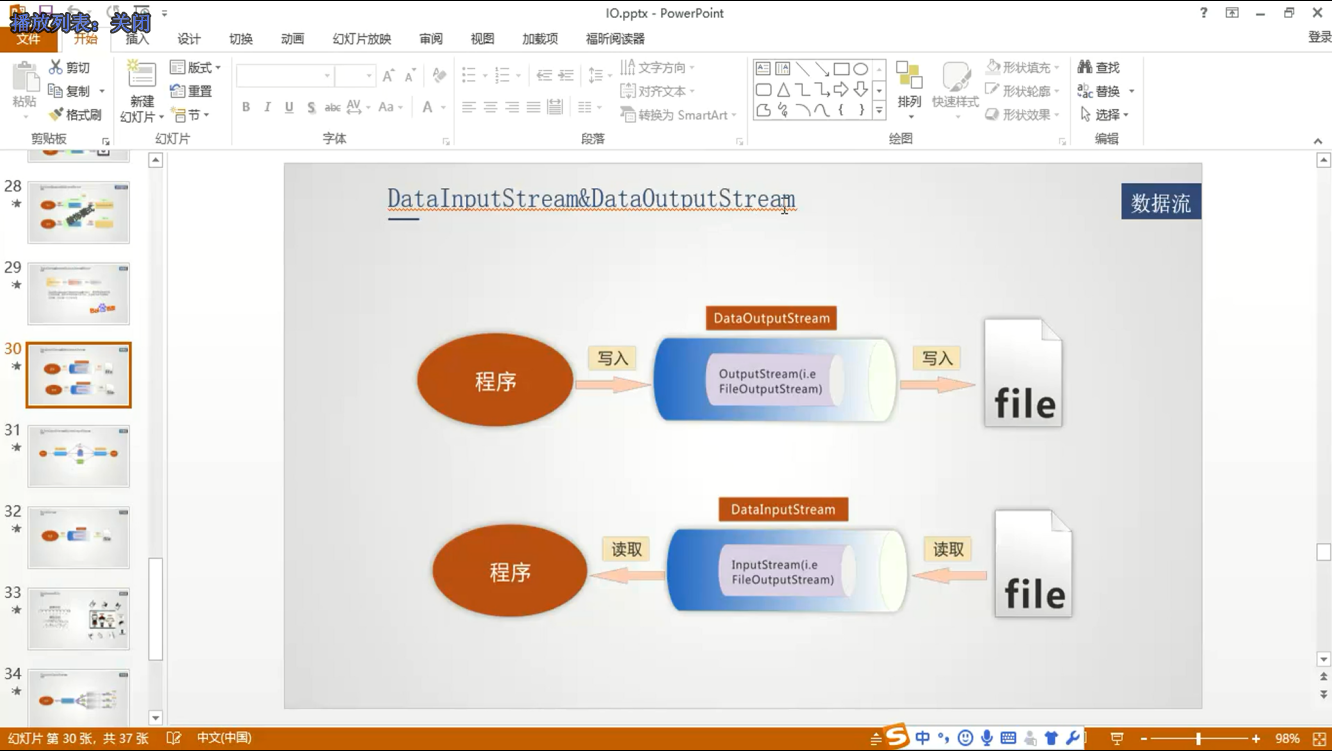 IO.pptx - PowerPoint
?
登录
播放列表：关闭
文件
开始
插入
设计
切换
动画
幻灯片放映
审阅
视图
加载项
福昕阅读器
粘贴
剪切
复制
格式刷
剪贴板
新建
幻灯片
版式
重置
节
幻灯片
B I U S abc AV Aa A
字体
文字方向
对齐文本
转换为 SmartArt
段落
排列
快速样式
形状填充
形状轮廓
形状效果
绘图
查找
替换
选择
编辑
28
29
30
31
32
33
34
DataInputStream&DataOutputStream
数据流
DataOutputStream
程序
写入
OutputStream(i.e
FileOutputStream)
写入
file
DataInputStream
程序
读取
InputStream(i.e
FileOutputStream)
读取
file
幻灯片 第 30 张，共 37 张
中文(中国)
中
98%